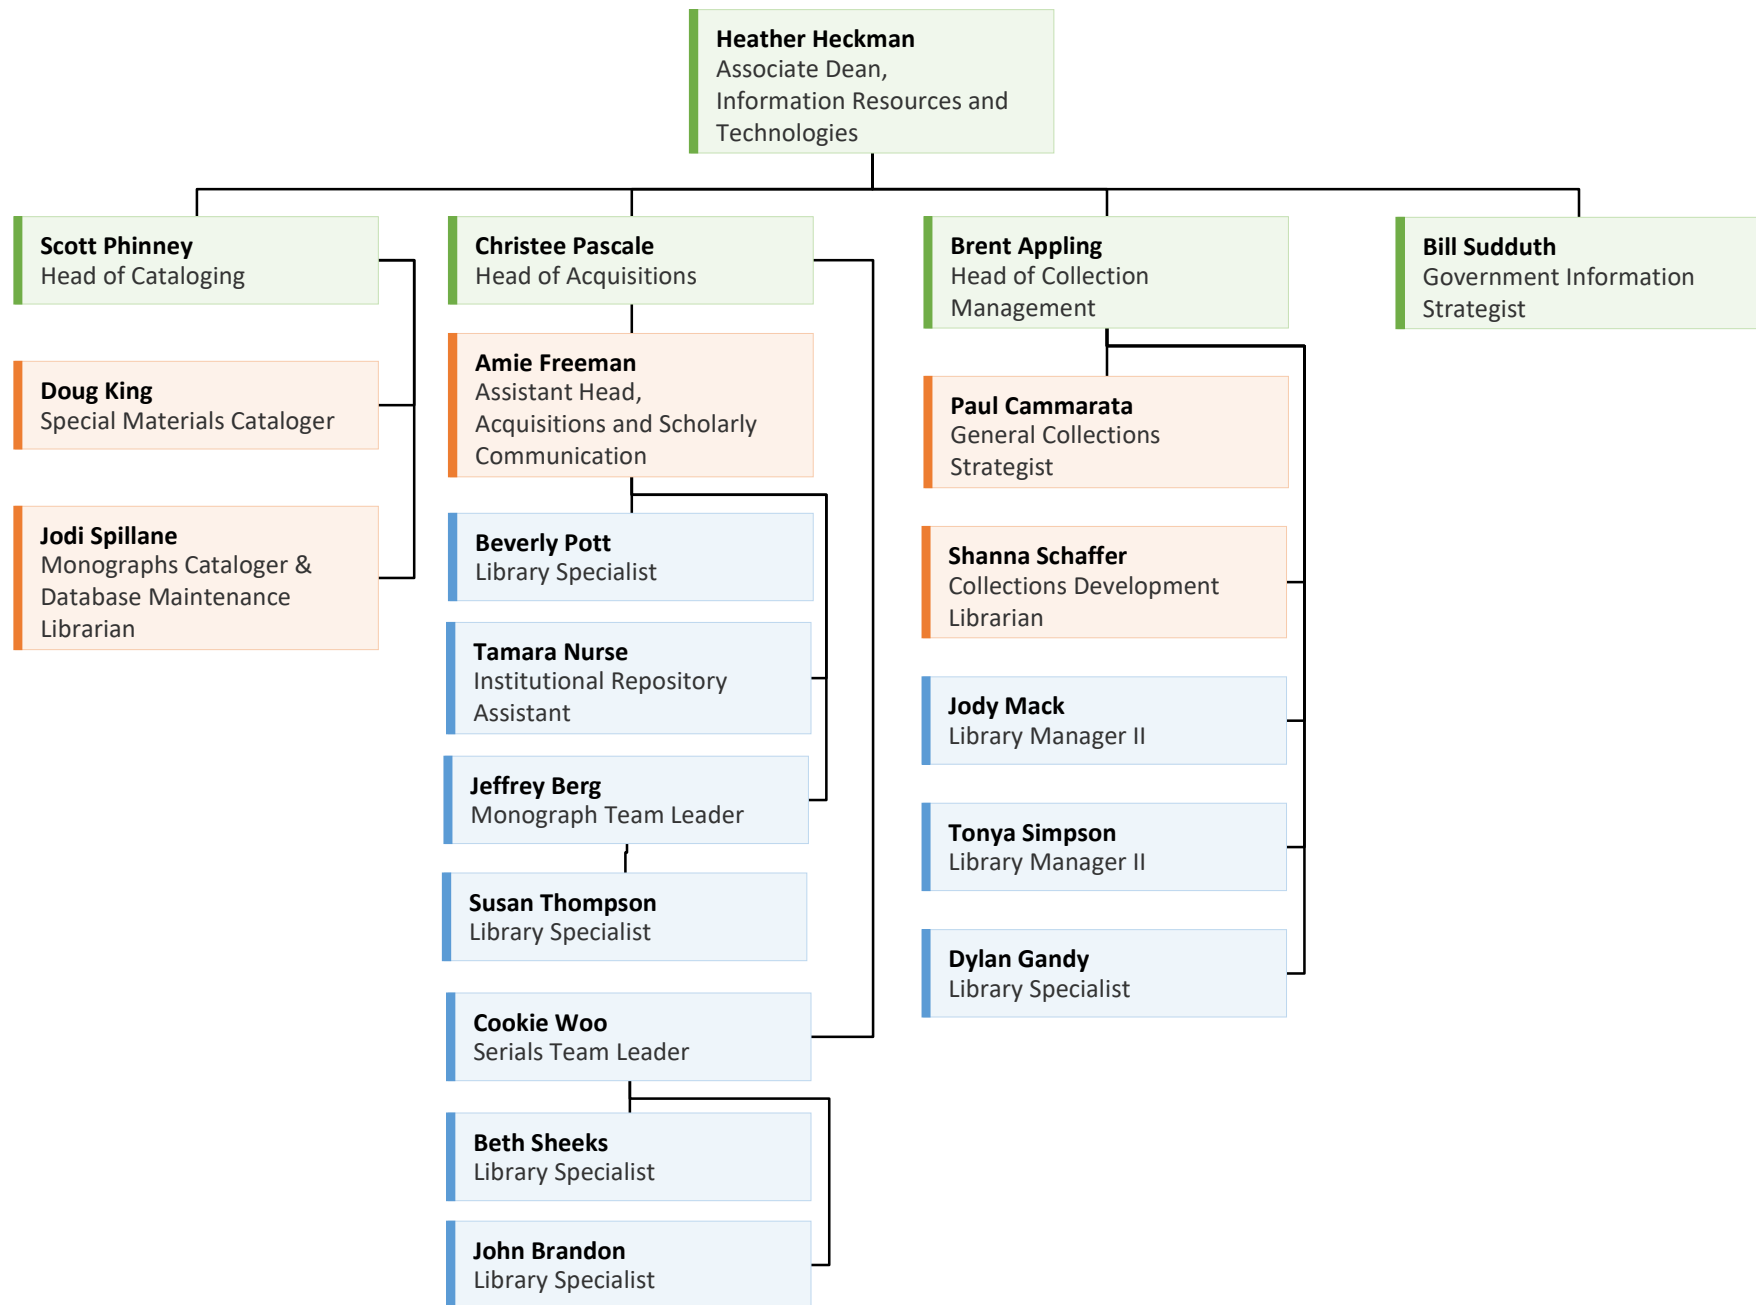 Heather Heckman
Associate Dean,
Information Resources and
Technologies
Scott Phinney
Head of Cataloging
Doug King
Special Materials Cataloger
Jodi Spillane
Monographs Cataloger &
Database Maintenance
Librarian
Christee Pascale
Head of Acquisitions
Amie Freeman
Assistant Head,
Acquisitions and Scholarly
Communication
Beverly Pott
Library Specialist
Tamara Nurse
Institutional Repository
Assistant
Jeffrey Berg
Monograph Team Leader
Susan Thompson
Library Specialist
Cookie Woo
Serials Team Leader
Beth Sheeks
Library Specialist
John Brandon
Library Specialist
Brent Appling
Head of Collection
Management
Paul Cammarata
General Collections
Strategist
Shanna Schaffer
Collections Development
Librarian
Jody Mack
Library Manager II
Tonya Simpson
Library Manager II
Dylan Gandy
Library Specialist
Bill Sudduth
Government Information
Strategist